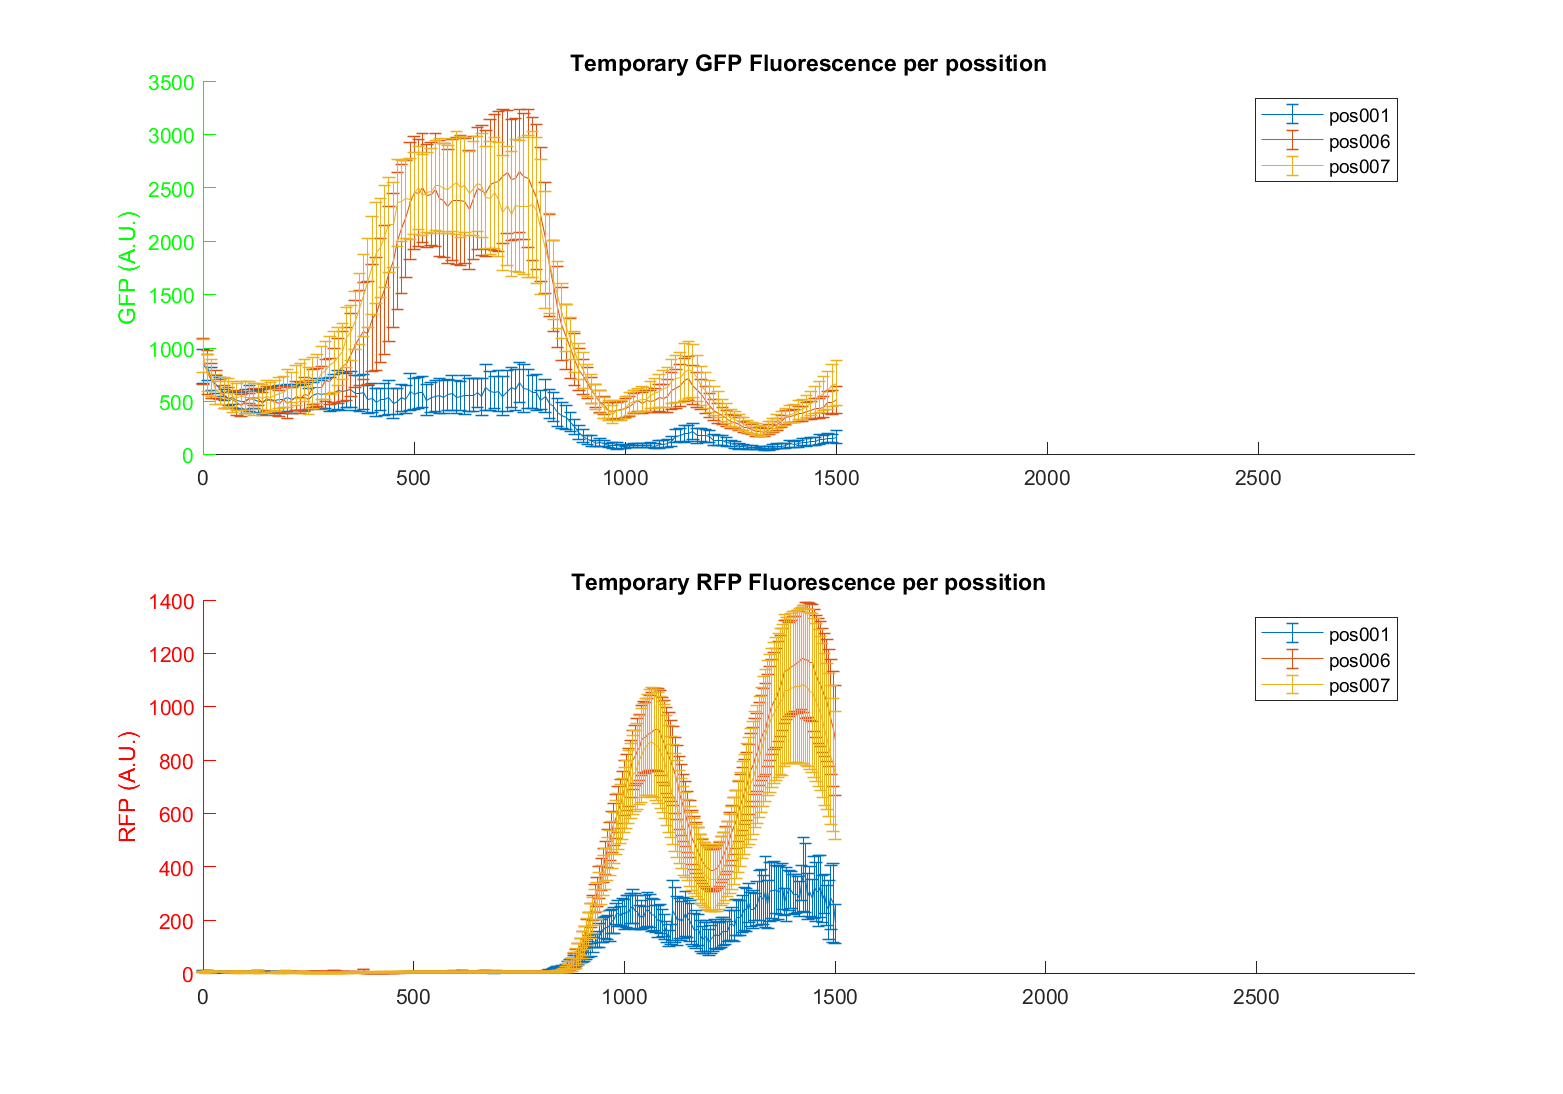 Temporary GFP Fluorescence per possition
3500
3000
2500
2000
1500
1000
500
0
GFP (A.U.)
0 500 1000 1500 2000 2500
pos001
pos006
pos007
Temporary RFP Fluorescence per possition
1400
1200
1000
800
600
400
200
0
RFP (A.U.)
0 500 1000 1500 2000 2500
pos001
pos006
pos007